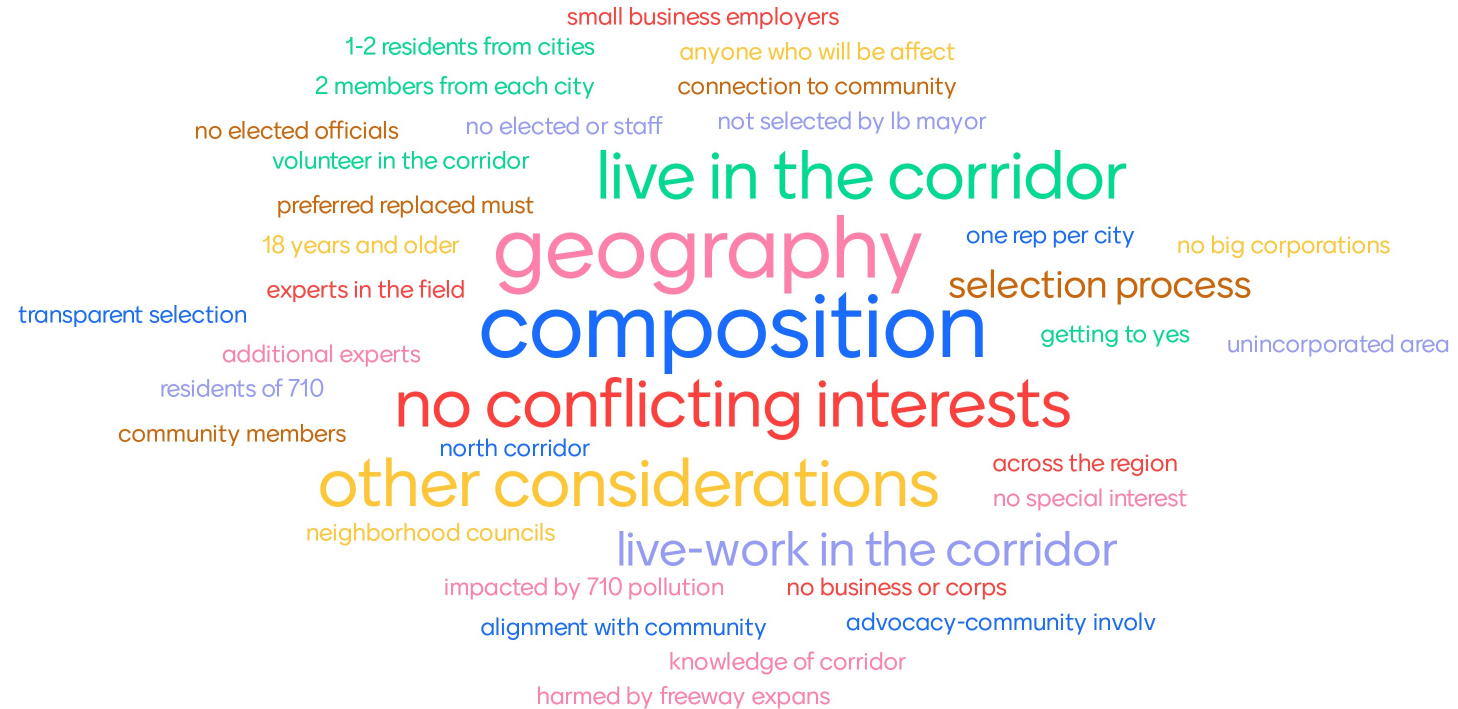 small business employers
1-2 residents from cities
anyone who will be affect
2 members from each city
connection to community
no elected officials
no elected or staff
not selected by lb mayor
volunteer in the corridor
live in the corridor
preferred replaced must
18 years and older
geography
one rep per city
no big corporations
experts in the field
selection process
transparent selection
composition
getting to yes
unincorporated area
additional experts
residents of 710
no conflicting interests
community members
north corridor
other considerations
across the region
no special interest
neighborhood councils
live-work in the corridor
impacted by 710 pollution
no business or corps
alignment with community
advocacy-community involv
knowledge of corridor
harmed by freeway expans